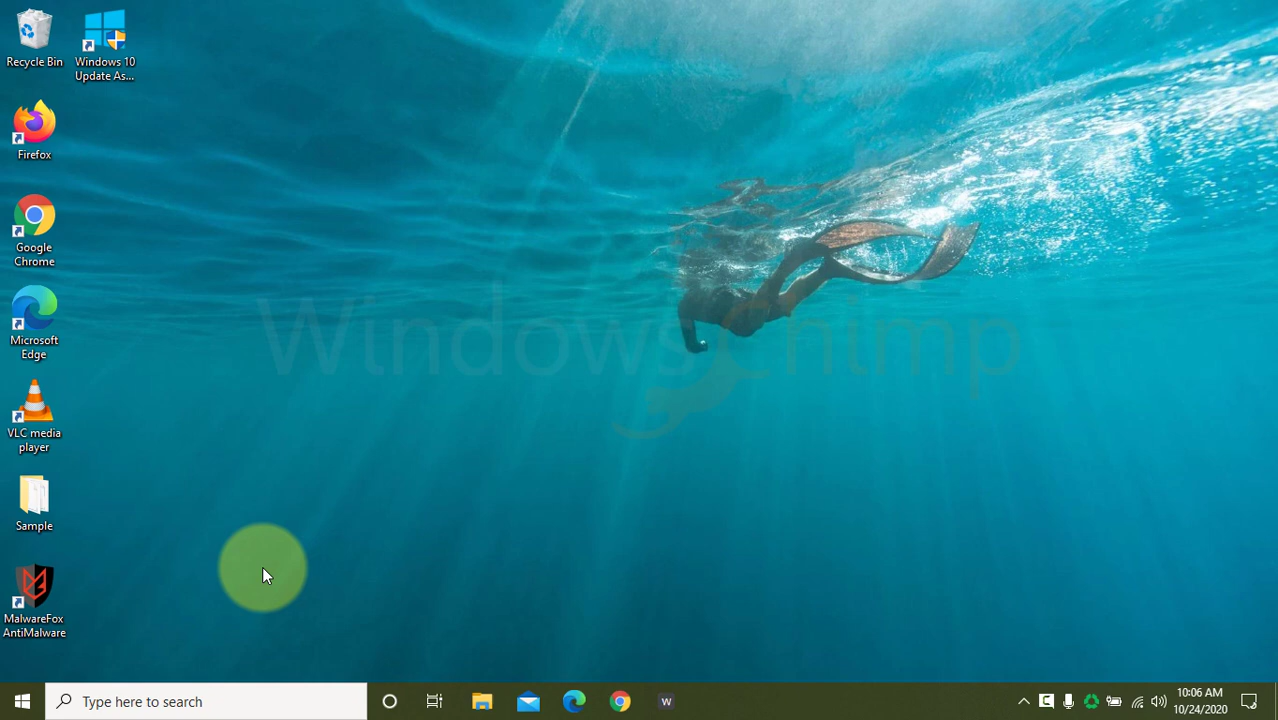 Recycle Bin
Windows 10
Update As...
Firefox
Google
Chrome
Microsoft
Edge
VLC media
player
Sample
MalwareFox
AntiMalware
WindowsChimp
Type here to search
W
10:06 AM
10/24/2020